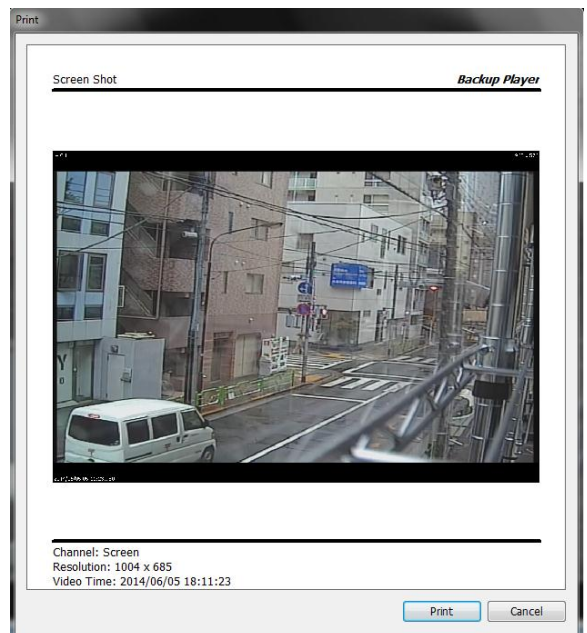 Print
Screen Shot
Backup Player
Y
Channel: Screen
Resolution: 1004 x 685
Video Time: 2014/06/05 18:11:23
Print
Cancel